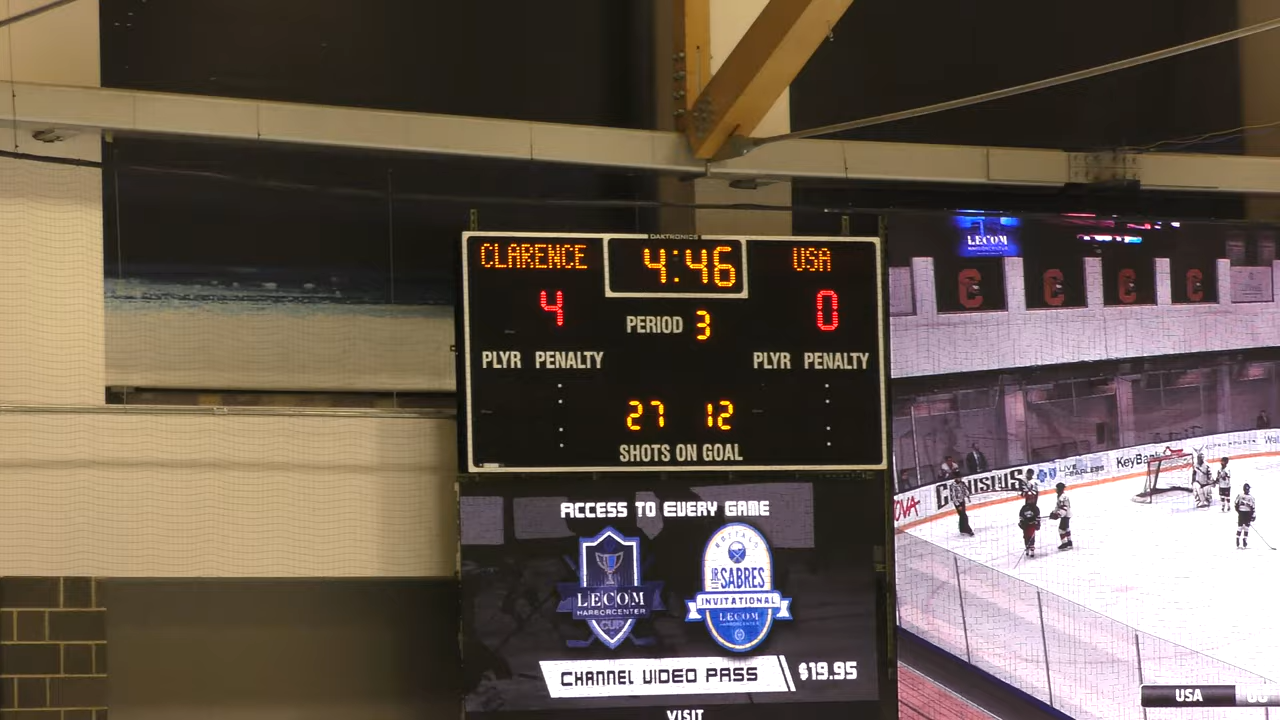 DAKTRONICS
CLARENCE 4:46 USA
4 0
PERIOD 3
PLYR PENALTY PLYR PENALTY
27 12
SHOTS ON GOAL
ACCESS TO EVERY GAME
LECOM
HARBORCENTER
CUP
BUFFALO
JR SABRES
INVITATIONAL
LECOM
CHANNEL VIDEO PASS $19.95
VISIT
LECOM
C C C C
CANISIUS
LIVE FEARLESS
KeyBank
USA